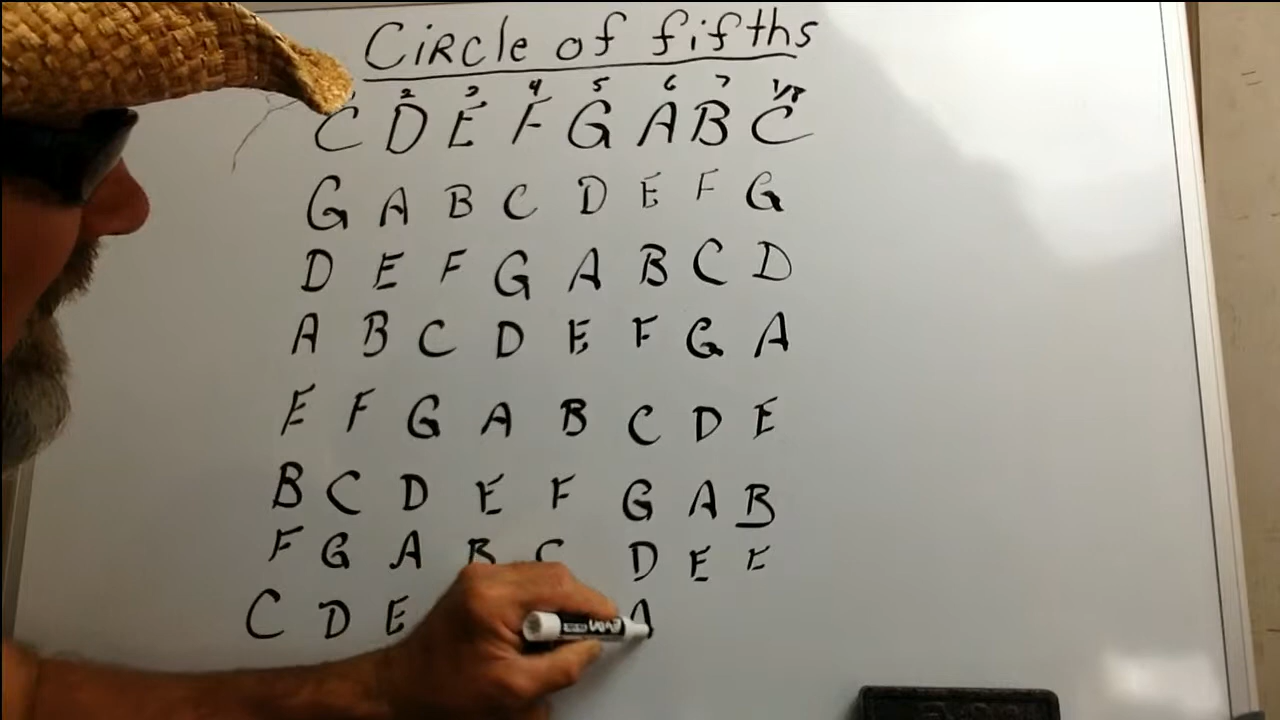 Circle of fifths
2 3 4 5 6 7 1/8
C D E F G A B C
G A B C D E F G
D E F G A B C D
A B C D E F G A
E F G A B C D E
B C D E F G A B
F G A B C D E F
C D E A